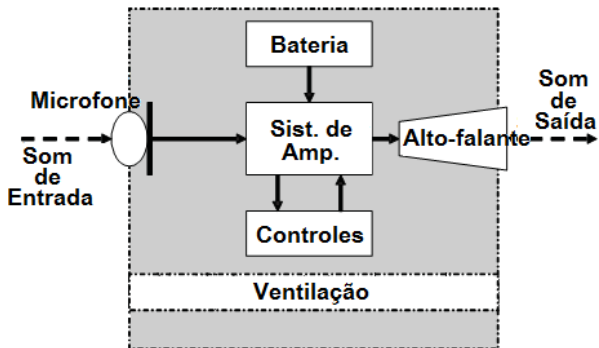 Bateria
Microfone
Som
de
Entrada
Sist. de
Amp.
Alto-falante
Som
de
Saída
Controles
Ventilação